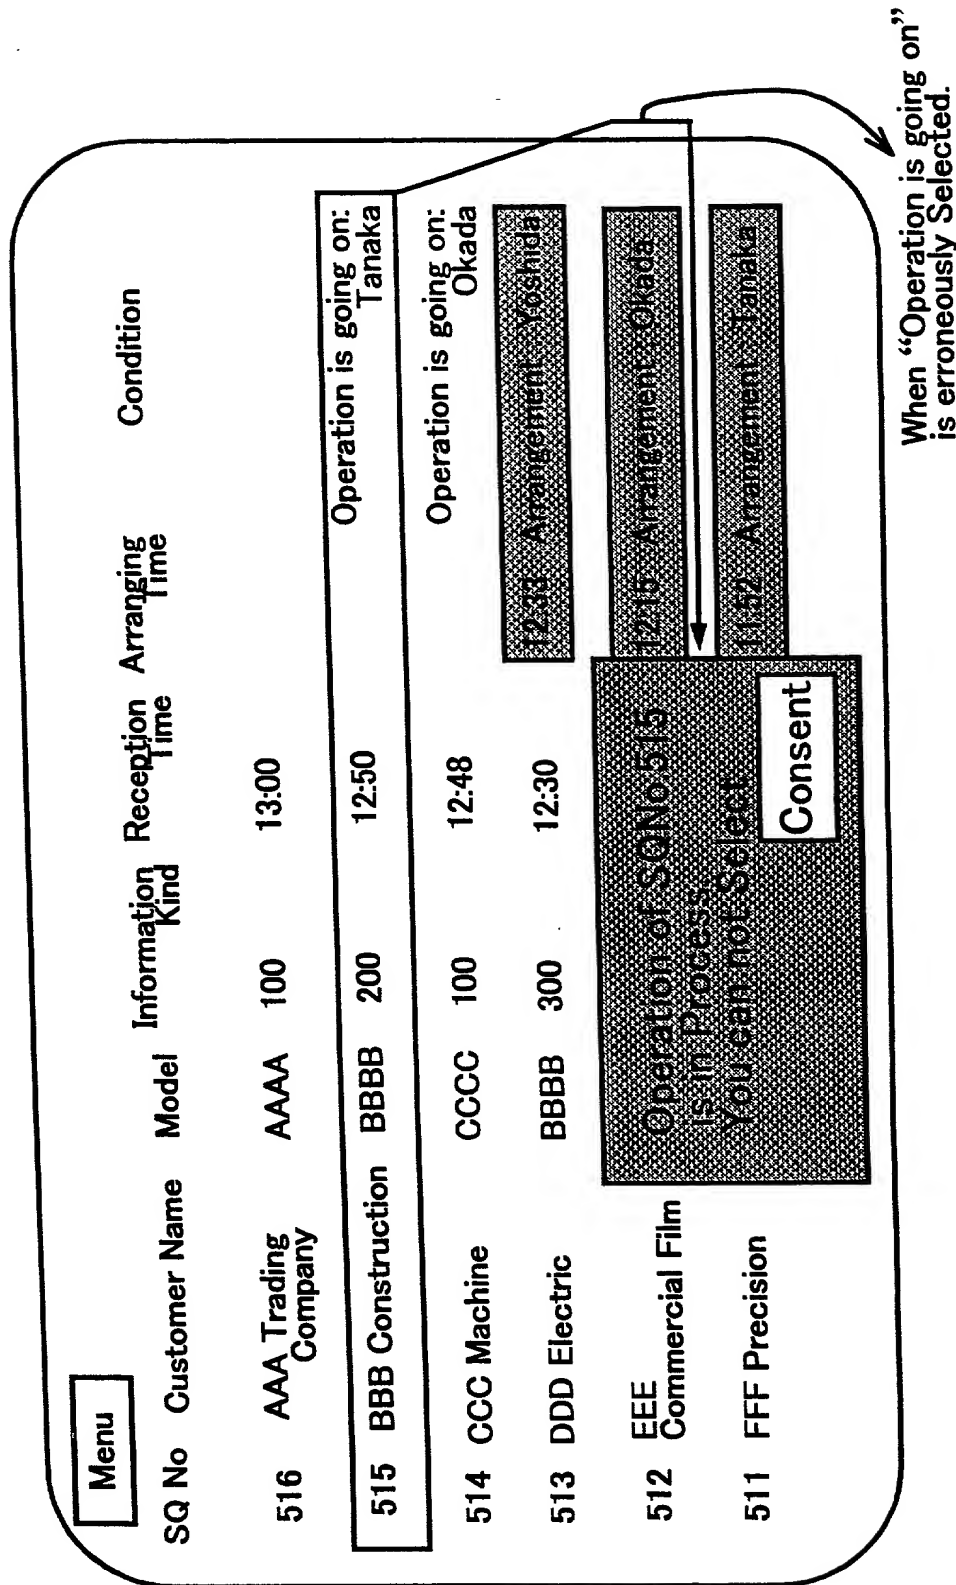 Menu
SQ No Customer Name Model Information Kind Reception Time Arranging Time Condition
516 AAA Trading Company AAAA 100 13:00
515 BBB Construction BBBB 200 12:50 Operation is going on: Tanaka
514 CCC Machine CCCC 100 12:48 Operation is going on: Okada
513 DDD Electric BBBB 300 12:30 12:33 Arrangement Yoshida
512 EEE Commercial Film 12:15 Arrangement Okada
511 FFF Precision 11:52 Arrangement Tanaka
Operation of SQNo 515
is in Process
You can not Select
Consent
When “Operation is going on”
is erroneously Selected.